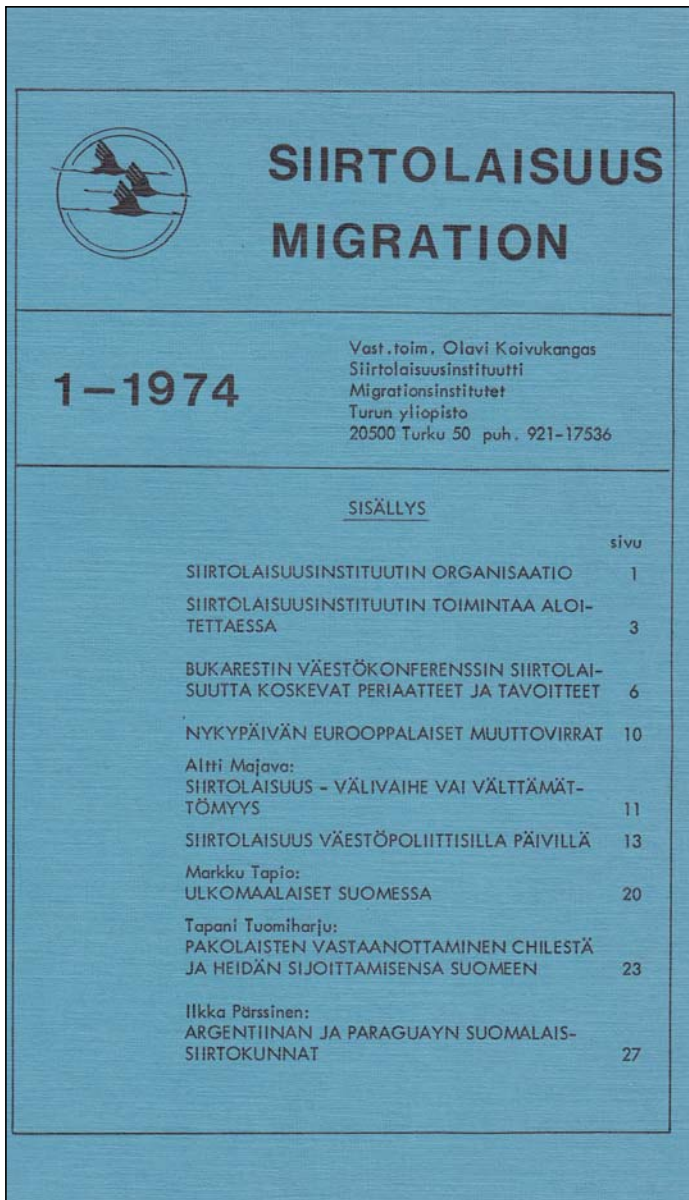 SIIRTOLAISUUS
MIGRATION
1-1974
Vast.toim. Olavi Koivukangas
Siirtolaisuusinstituutti
Migrationsinstitutet
Turun yliopisto
20500 Turku 50 puh. 921-17536
SISÄLLYS
sivu
SIIRTOLAISUUSINSTITUUTIN ORGANISAATIO 1
SIIRTOLAISUUSINSTITUUTIN TOIMINTAA ALOI-
TETTAESSA 3
BUKARESTIN VÄESTÖKONFERENSSIN SIIRTOLAI-
SUUTTA KOSKEVAT PERIAATTEET JA TAVOITTEET 6
NYKYPÄIVÄN EUROOPPALAISET MUUTTOVIRRAT 10
Altti Majava:
SIIRTOLAISUUS - VÄLIVAIHE VAI VÄLTTÄMÄT-
TÖMYYS 11
SIIRTOLAISUUS VÄESTÖPOLIITTISILLA PÄIVILLÄ 13
Markku Tapio:
ULKOMAALAISET SUOMESSA 20
Tapani Tuomiharju:
PAKOLAISTEN VASTAANOTTAMINEN CHILESTÄ
JA HEIDÄN SIJOITTAMISENSA SUOMEEN 23
Ilkka Pärssinen:
ARGENTIINAN JA PARAGUAYN SUOMALAIS-
SIIRTOKUNNAT 27